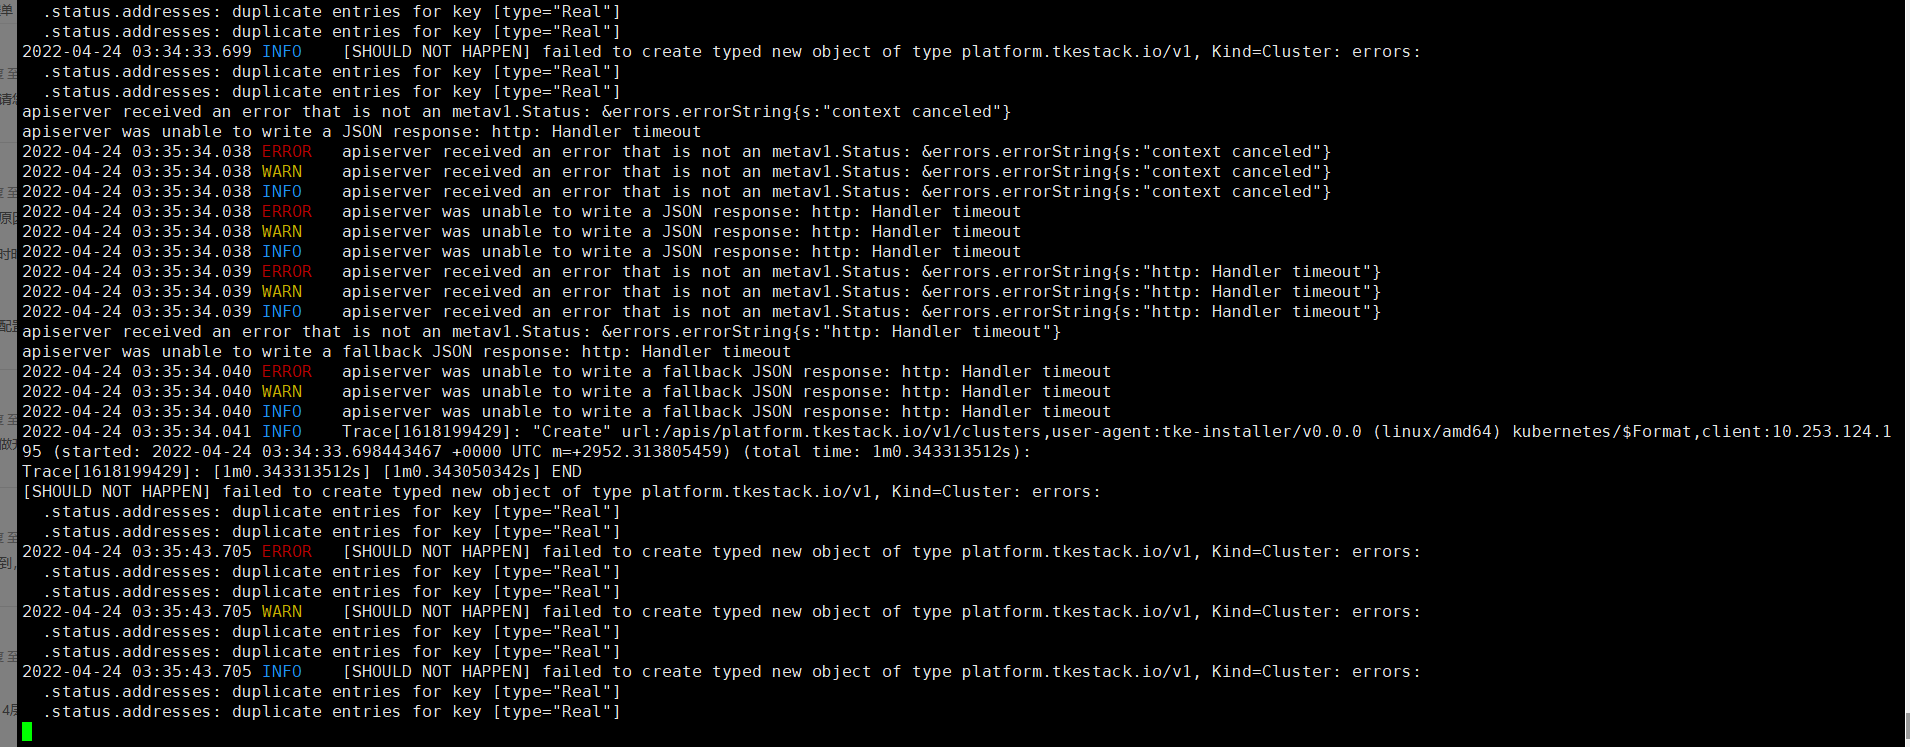 .status.addresses: duplicate entries for key [type="Real"]
  .status.addresses: duplicate entries for key [type="Real"]
2022-04-24 03:34:33.699 INFO    [SHOULD NOT HAPPEN] failed to create typed new object of type platform.tkestack.io/v1, Kind=Cluster: errors:
  .status.addresses: duplicate entries for key [type="Real"]
  .status.addresses: duplicate entries for key [type="Real"]
apiserver received an error that is not an metav1.Status: &errors.errorString{s:"context canceled"}
apiserver was unable to write a JSON response: http: Handler timeout
2022-04-24 03:35:34.038 ERROR   apiserver received an error that is not an metav1.Status: &errors.errorString{s:"context canceled"}
2022-04-24 03:35:34.038 WARN    apiserver received an error that is not an metav1.Status: &errors.errorString{s:"context canceled"}
2022-04-24 03:35:34.038 INFO    apiserver received an error that is not an metav1.Status: &errors.errorString{s:"context canceled"}
2022-04-24 03:35:34.038 ERROR   apiserver was unable to write a JSON response: http: Handler timeout
2022-04-24 03:35:34.038 WARN    apiserver was unable to write a JSON response: http: Handler timeout
2022-04-24 03:35:34.038 INFO    apiserver was unable to write a JSON response: http: Handler timeout
2022-04-24 03:35:34.039 ERROR   apiserver received an error that is not an metav1.Status: &errors.errorString{s:"http: Handler timeout"}
2022-04-24 03:35:34.039 WARN    apiserver received an error that is not an metav1.Status: &errors.errorString{s:"http: Handler timeout"}
2022-04-24 03:35:34.039 INFO    apiserver received an error that is not an metav1.Status: &errors.errorString{s:"http: Handler timeout"}
apiserver received an error that is not an metav1.Status: &errors.errorString{s:"http: Handler timeout"}
apiserver was unable to write a fallback JSON response: http: Handler timeout
2022-04-24 03:35:34.040 ERROR   apiserver was unable to write a fallback JSON response: http: Handler timeout
2022-04-24 03:35:34.040 WARN    apiserver was unable to write a fallback JSON response: http: Handler timeout
2022-04-24 03:35:34.040 INFO    apiserver was unable to write a fallback JSON response: http: Handler timeout
2022-04-24 03:35:34.041 INFO    Trace[1618199429]: "Create" url:/apis/platform.tkestack.io/v1/clusters,user-agent:tke-installer/v0.0.0 (linux/amd64) kubernetes/$Format,client:10.253.124.1
95 (started: 2022-04-24 03:34:33.698443467 +0000 UTC m=+2952.313805459) (total time: 1m0.343313512s):
Trace[1618199429]: [1m0.343313512s] [1m0.343050342s] END
[SHOULD NOT HAPPEN] failed to create typed new object of type platform.tkestack.io/v1, Kind=Cluster: errors:
  .status.addresses: duplicate entries for key [type="Real"]
  .status.addresses: duplicate entries for key [type="Real"]
2022-04-24 03:35:43.705 ERROR   [SHOULD NOT HAPPEN] failed to create typed new object of type platform.tkestack.io/v1, Kind=Cluster: errors:
  .status.addresses: duplicate entries for key [type="Real"]
  .status.addresses: duplicate entries for key [type="Real"]
2022-04-24 03:35:43.705 WARN    [SHOULD NOT HAPPEN] failed to create typed new object of type platform.tkestack.io/v1, Kind=Cluster: errors:
  .status.addresses: duplicate entries for key [type="Real"]
  .status.addresses: duplicate entries for key [type="Real"]
2022-04-24 03:35:43.705 INFO    [SHOULD NOT HAPPEN] failed to create typed new object of type platform.tkestack.io/v1, Kind=Cluster: errors:
  .status.addresses: duplicate entries for key [type="Real"]
  .status.addresses: duplicate entries for key [type="Real"]